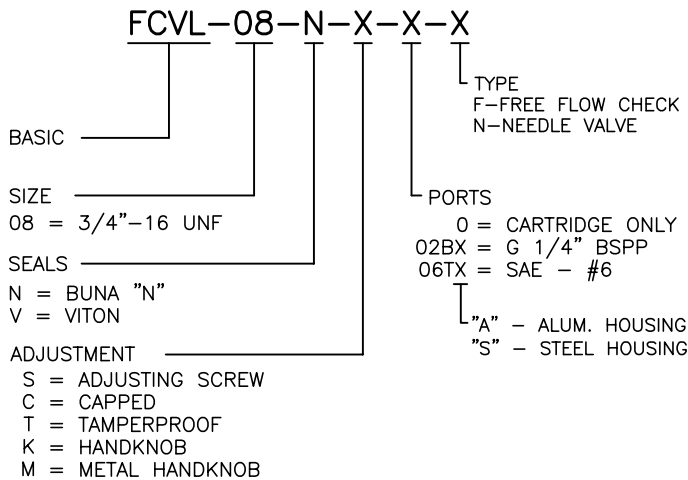 FCVL-08-N-X-X-X
TYPE
F-FREE FLOW CHECK
N-NEEDLE VALVE
BASIC
SIZE
08 = 3/4"-16 UNF
SEALS
N = BUNA "N"
V = VITON
ADJUSTMENT
S = ADJUSTING SCREW
C = CAPPED
T = TAMPERPROOF
K = HANDKNOB
M = METAL HANDKNOB
PORTS
0 = CARTRIDGE ONLY
02BX = G 1/4" BSPP
06TX = SAE - #6
"A" - ALUM. HOUSING
"S" - STEEL HOUSING